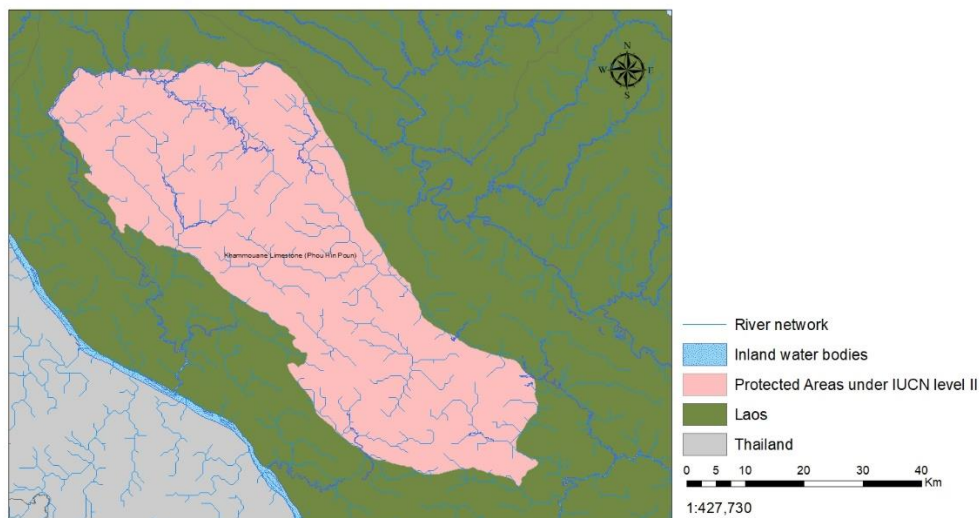 N
W E
S
Khammouane Limestone (Phou Hin Poun)
River network
Inland water bodies
Protected Areas under IUCN level II
Laos
Thailand
0 5 10 20 30 40
Km
1:427,730